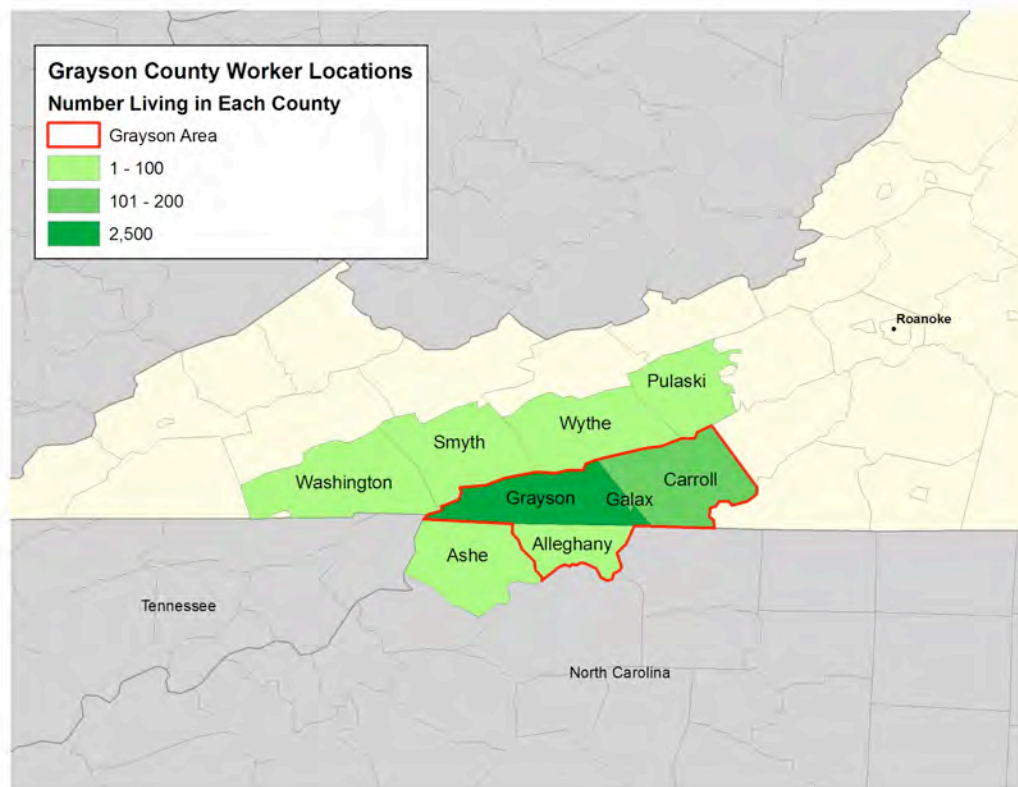 Grayson County Worker Locations
Number Living in Each County
Grayson Area
1 - 100
101 - 200
2,500
Roanoke
Pulaski
Wythe
Smyth
Washington
Carroll
Grayson
Galax
Alleghany
Ashe
Tennessee
North Carolina